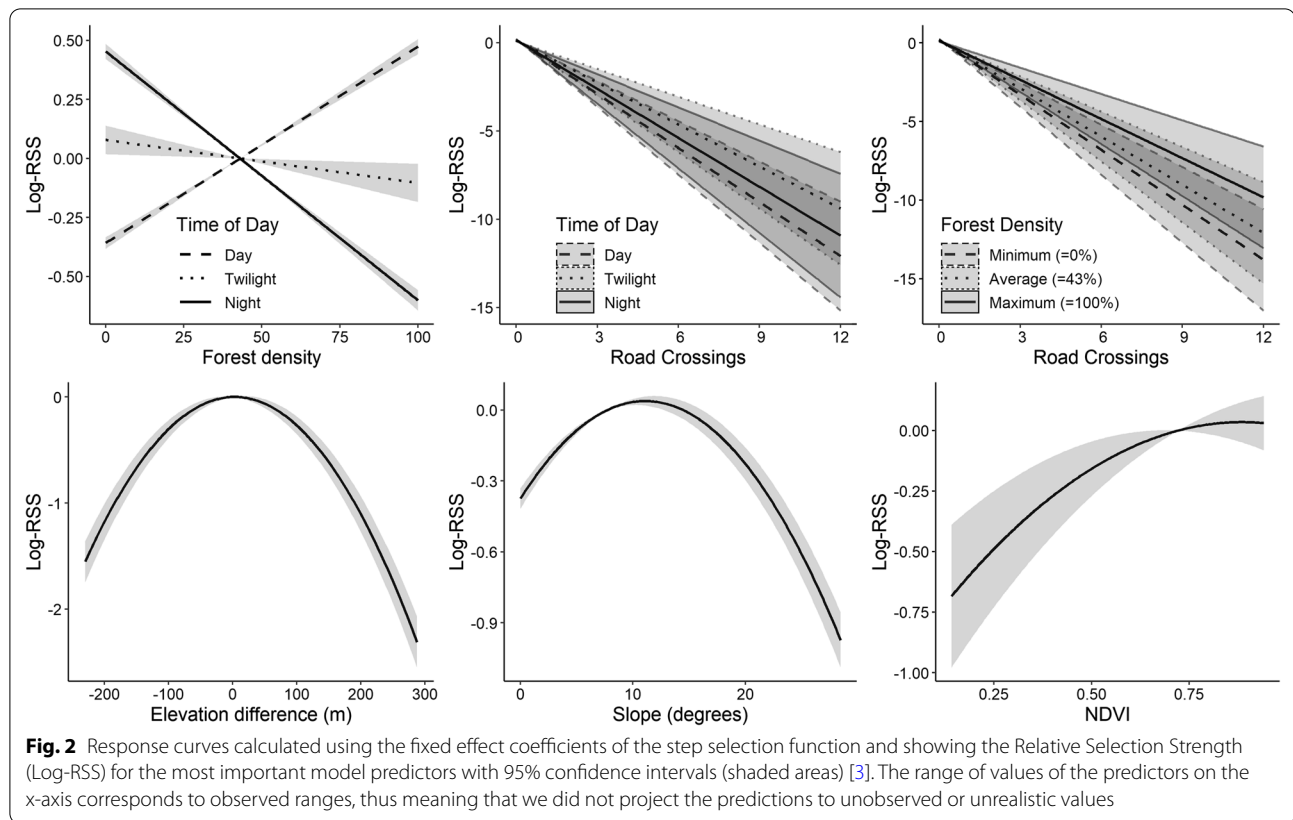 0.50
0.25
0.00
-0.25
-0.50
Log-RSS
Time of Day
Day
Twilight
Night
0 25 50 75 100
Forest density
0
-5
-10
-15
Log-RSS
Time of Day
Day
Twilight
Night
0 3 6 9 12
Road Crossings
0
-5
-10
-15
Log-RSS
Forest Density
Minimum (=0%)
Average (=43%)
Maximum (=100%)
0 3 6 9 12
Road Crossings
0
-1
-2
Log-RSS
-200 -100 0 100 200 300
Elevation difference (m)
0.0
-0.3
-0.6
-0.9
Log-RSS
0 10 20
Slope (degrees)
0.00
-0.25
-0.50
-0.75
-1.00
Log-RSS
0.25 0.50 0.75
NDVI
Fig. 2 Response curves calculated using the fixed effect coefficients of the step selection function and showing the Relative Selection Strength
(Log-RSS) for the most important model predictors with 95% confidence intervals (shaded areas) [3]. The range of values of the predictors on the
x-axis corresponds to observed ranges, thus meaning that we did not project the predictions to unobserved or unrealistic values